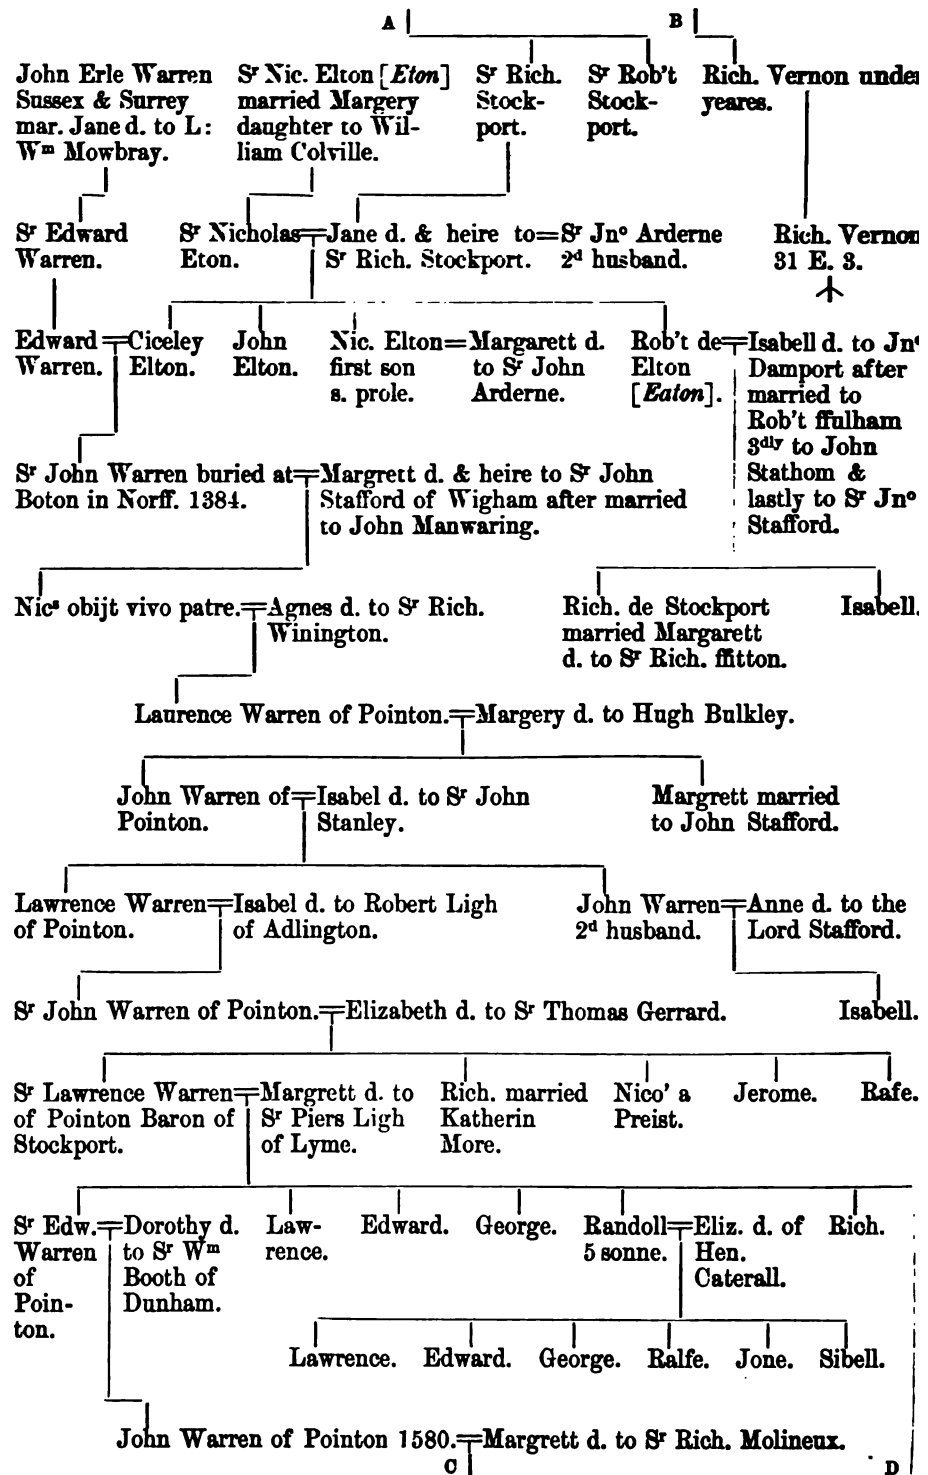 A B
John Erle Warren
Sussex & Surrey
mar. Jane d. to L:
Wᵐ Mowbray.
Sʳ Nic. Elton [Eton]
married Margery
daughter to Wil-
liam Colville.
Sʳ Rich.
Stock-
port.
Sʳ Rob't
Stock-
port.
Rich. Vernon under
yeares.
Sʳ Edward
Warren.
Sʳ Nicholas=Jane d. & heire to=Sʳ Jnᵒ Arderne
Eton. Sʳ Rich. Stockport. 2ᵈ husband.
Rich. Vernon
31 E. 3.
Edward=Ciceley
Warren. Elton.
John
Elton.
Nic. Elton=Margarett d.
first son to Sʳ John
s. prole. Arderne.
Rob't de=Isabell d. to Jnᵒ
Elton Damport after
[Eaton]. married to
Rob't ffulham
3ᵈˡʸ to John
Stathom &
lastly to Sʳ Jnᵒ
Stafford.
Sʳ John Warren buried at=Margrett d. & heire to Sʳ John
Boton in Norff. 1384. Stafford of Wigham after married
to John Manwaring.
Nicˢ obijt vivo patre.=Agnes d. to Sʳ Rich.
Winington.
Rich. de Stockport
married Margarett
d. to Sʳ Rich. ffitton.
Isabell.
Laurence Warren of Pointon.=Margery d. to Hugh Bulkley.
John Warren of=Isabel d. to Sʳ John
Pointon. Stanley.
Margrett married
to John Stafford.
Lawrence Warren=Isabel d. to Robert Ligh
of Pointon. of Adlington.
John Warren=Anne d. to the
2ᵈ husband. Lord Stafford.
Sʳ John Warren of Pointon.=Elizabeth d. to Sʳ Thomas Gerrard.
Isabell.
Sʳ Lawrence Warren=Margrett d. to
of Pointon Baron of Sʳ Piers Ligh
Stockport. of Lyme.
Rich. married
Katherin
More.
Nico' a
Preist.
Jerome.
Rafe.
Sʳ Edw.=Dorothy d.
Warren to Sʳ Wᵐ
of Booth of
Poin- Dunham.
ton.
Law-
rence.
Edward.
George.
Randoll=Eliz. d. of
5 sonne. Hen.
Caterall.
Rich.
Lawrence. Edward. George. Ralfe. Jone. Sibell.
John Warren of Pointon 1580.=Margrett d. to Sʳ Rich. Molineux.
C D